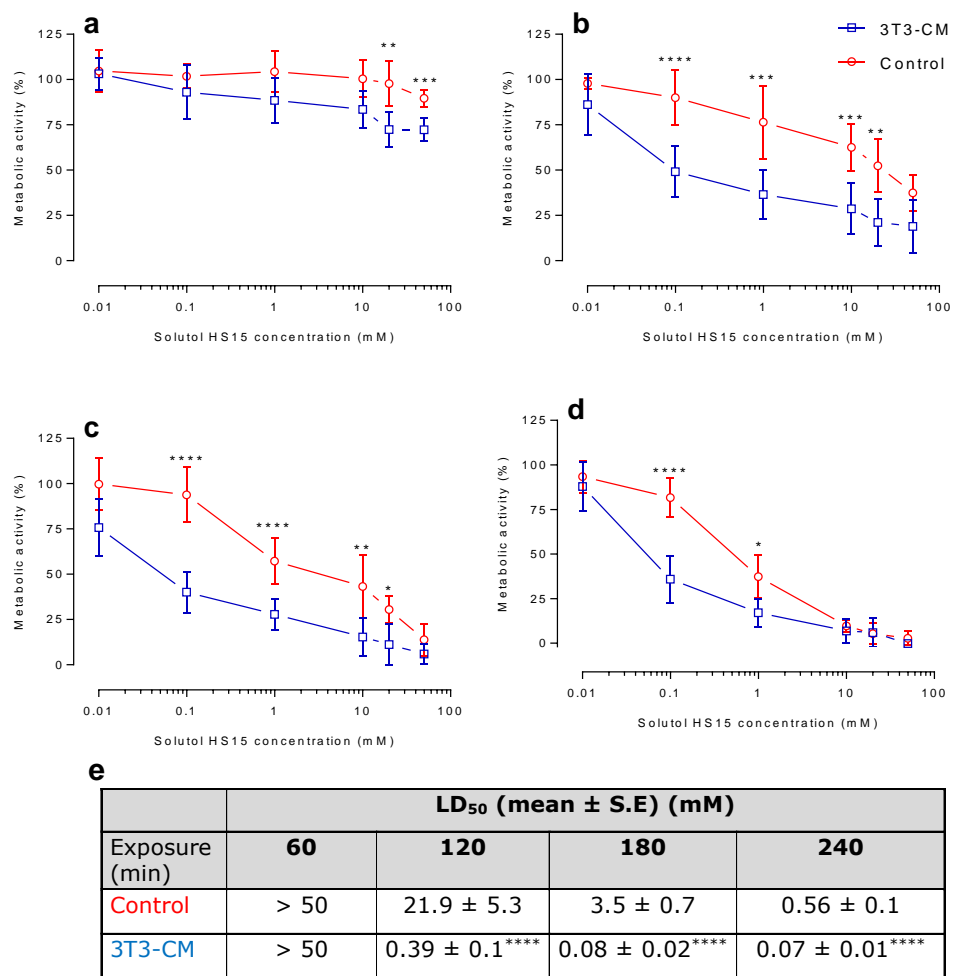 a
125
100
75
50
25
0
Metabolic activity (%)
** ***
0.01 0.1 1 10 100
Solutol HS15 concentration (mM)
b
3T3-CM
Control
125
100
75
50
25
0
Metabolic activity (%)
**** *** *** **
0.01 0.1 1 10 100
Solutol HS15 concentration (mM)
c
125
100
75
50
25
0
Metabolic activity (%)
**** **** ** *
0.01 0.1 1 10 100
Solutol HS15 concentration (mM)
d
125
100
75
50
25
0
Metabolic activity (%)
**** *
0.01 0.1 1 10 100
Solutol HS15 concentration (mM)
e
LD50 (mean ± S.E) (mM)
Exposure (min) 60 120 180 240
Control > 50 21.9 ± 5.3 3.5 ± 0.7 0.56 ± 0.1
3T3-CM > 50 0.39 ± 0.1**** 0.08 ± 0.02**** 0.07 ± 0.01****